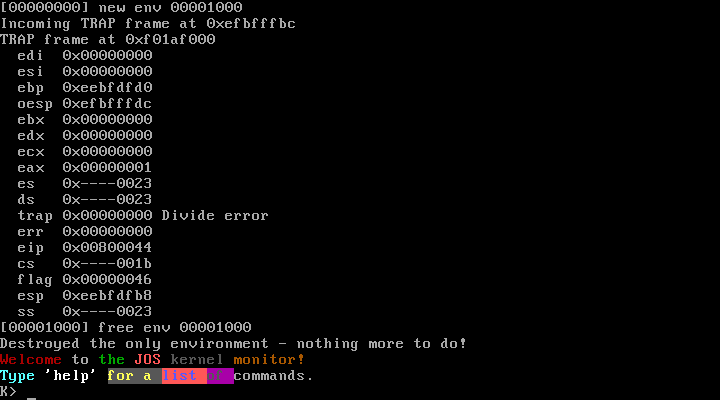 [00000000] new env 00001000
Incoming TRAP frame at 0xefbfffbc
TRAP frame at 0xf01af000
  edi  0x00000000
  esi  0x00000000
  ebp  0xeebfdfd0
  oesp 0xefbfffdc
  ebx  0x00000000
  edx  0x00000000
  ecx  0x00000000
  eax  0x00000001
  es   0x----0023
  ds   0x----0023
  trap 0x00000000 Divide error
  err  0x00000000
  eip  0x00800044
  cs   0x----001b
  flag 0x00000046
  esp  0xeebfdfb8
  ss   0x----0023
[00001000] free env 00001000
Destroyed the only environment - nothing more to do!
Welcome to the JOS kernel monitor!
Type 'help' for a list of commands.
K> _